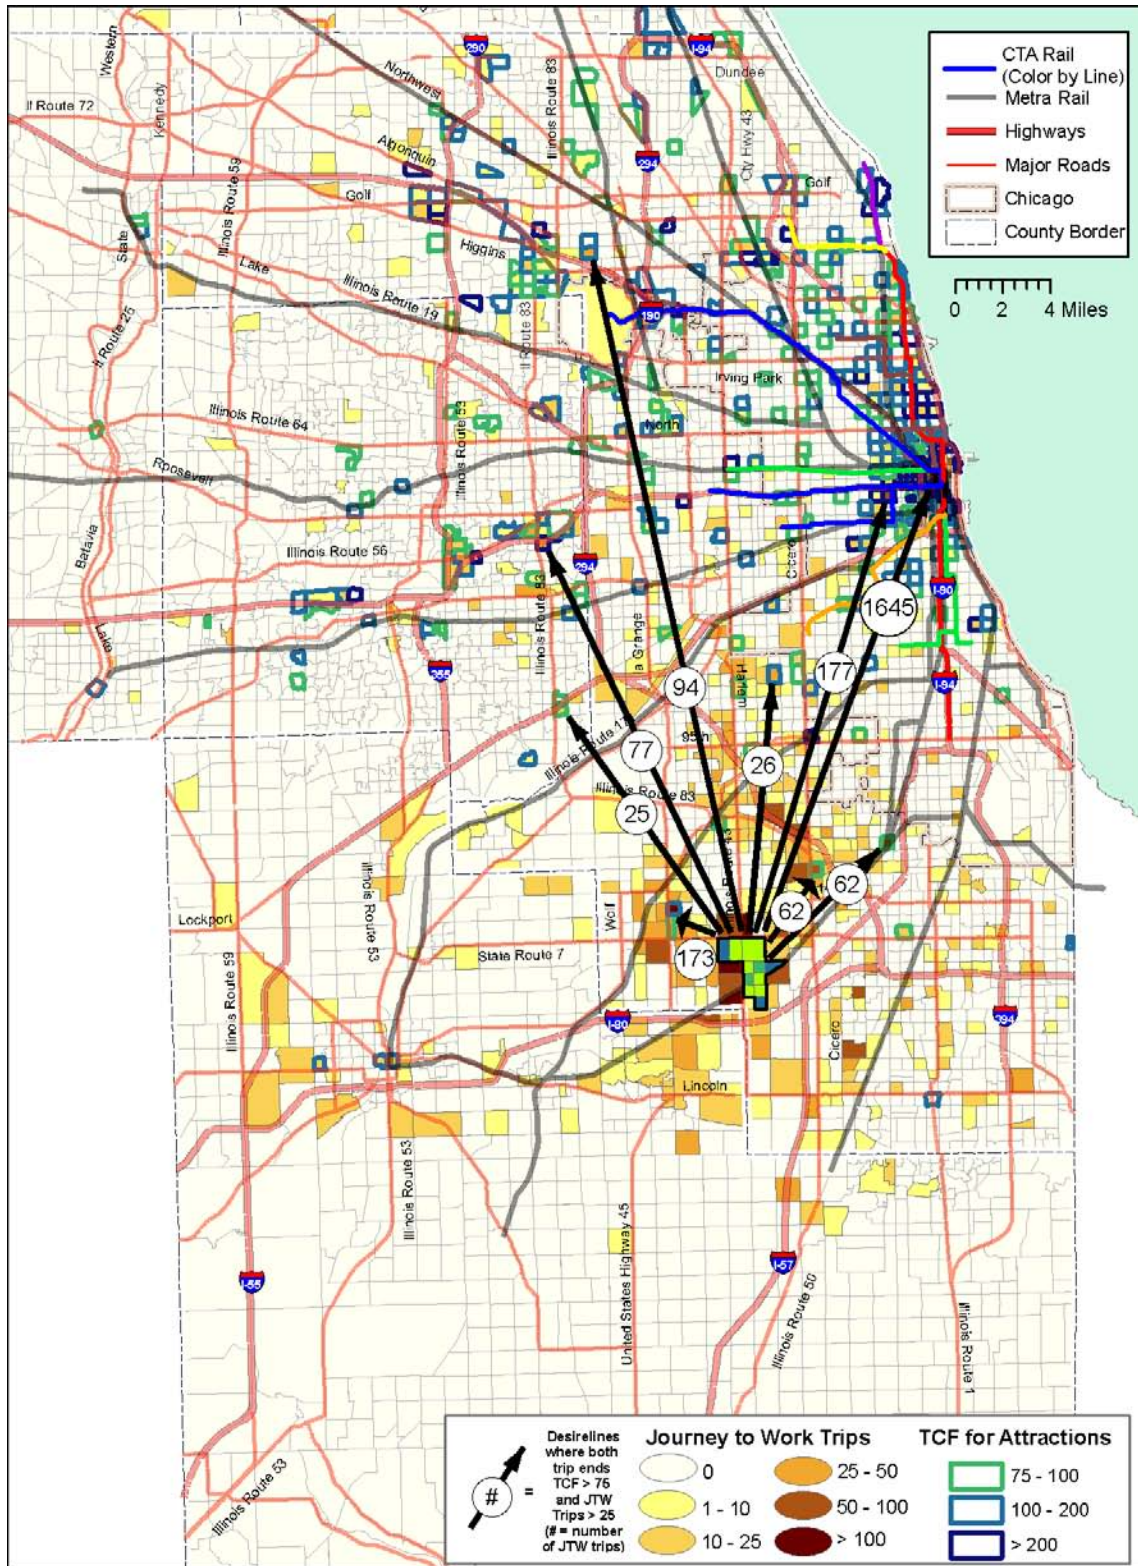 290
I-94
Dundee
Western
Kennedy
Northwest
Illinois Route 83
Cty Hwy 43
Il Route 72
Algonquin
Illinois Route 59
294
Golf
Golf
State
Higgins
Lake
Illinois Route 19
Il Route 83
190
Il Route 25
Irving Park
Illinois Route 64
Illinois Route 53
North
Roosevelt
Batavia
Illinois Route 56
Illinois Route 83
294
Cicero
I-90
1645
Lake
355
a Grange
Harlem
177
I-94
94
95th
77
26
Illinois Route 83
25
62
62
Lockport
Illinois Route 53
Wolf
State Route 7
173
Illinois Route 59
I-80
Cicero
394
Lincoln
Illinois Route 53
United States Highway 45
I-57
I-55
Illinois Route 50
Illinois Route 1
Illinois Route 53
CTA Rail
(Color by Line)
Metra Rail
Highways
Major Roads
Chicago
County Border
0 2 4 Miles
Desirelines
where both
trip ends
TCF > 75
and JTW
Trips > 25
(# = number
of JTW trips)
# =
Journey to Work Trips
0
1 - 10
10 - 25
25 - 50
50 - 100
> 100
TCF for Attractions
75 - 100
100 - 200
> 200